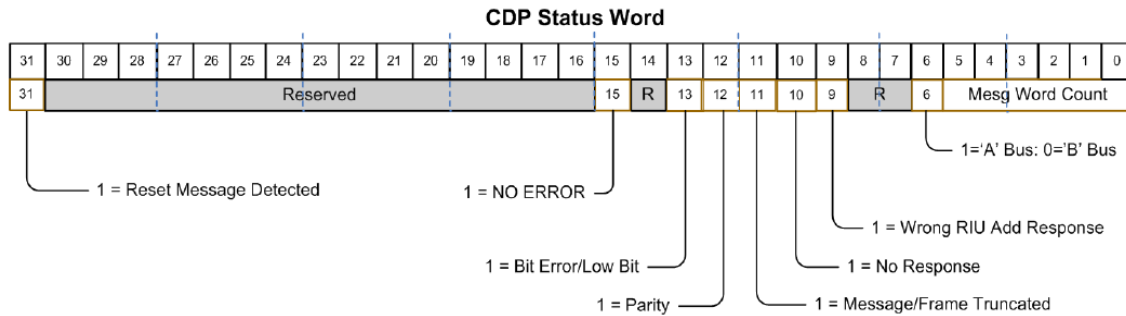 CDP Status Word
31 30 29 28 27 26 25 24 23 22 21 20 19 18 17 16 15 14 13 12 11 10 9 8 7 6 5 4 3 2 1 0
31 Reserved 15 R 13 12 11 10 9 R 6 Mesg Word Count
1='A' Bus: 0='B' Bus
1 = Reset Message Detected 1 = NO ERROR
1 = Wrong RIU Add Response
1 = Bit Error/Low Bit 1 = No Response
1 = Parity 1 = Message/Frame Truncated